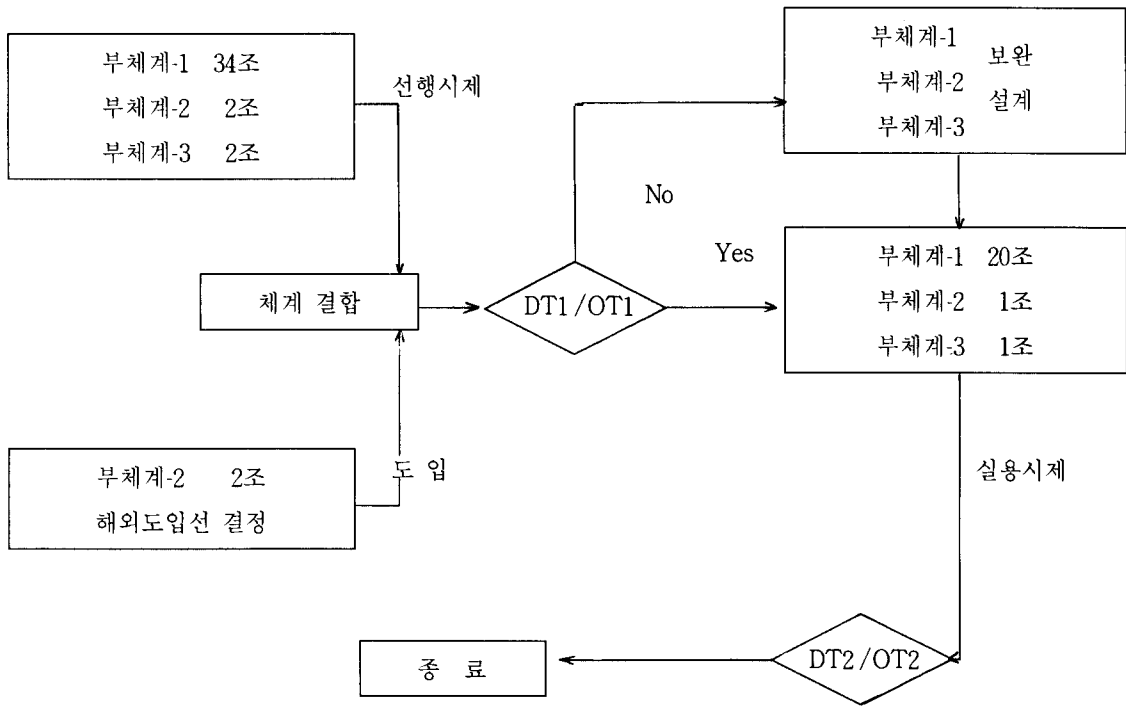 부체계-1 34조
부체계-2 2조
부체계-3 2조
선행시제
부체계-1
부체계-2
부체계-3
보완
설계
No
Yes
체계 결합
DT1/OT1
부체계-1 20조
부체계-2 1조
부체계-3 1조
도 입
부체계-2 2조
해외도입선 결정
실용시제
DT2/OT2
종 료